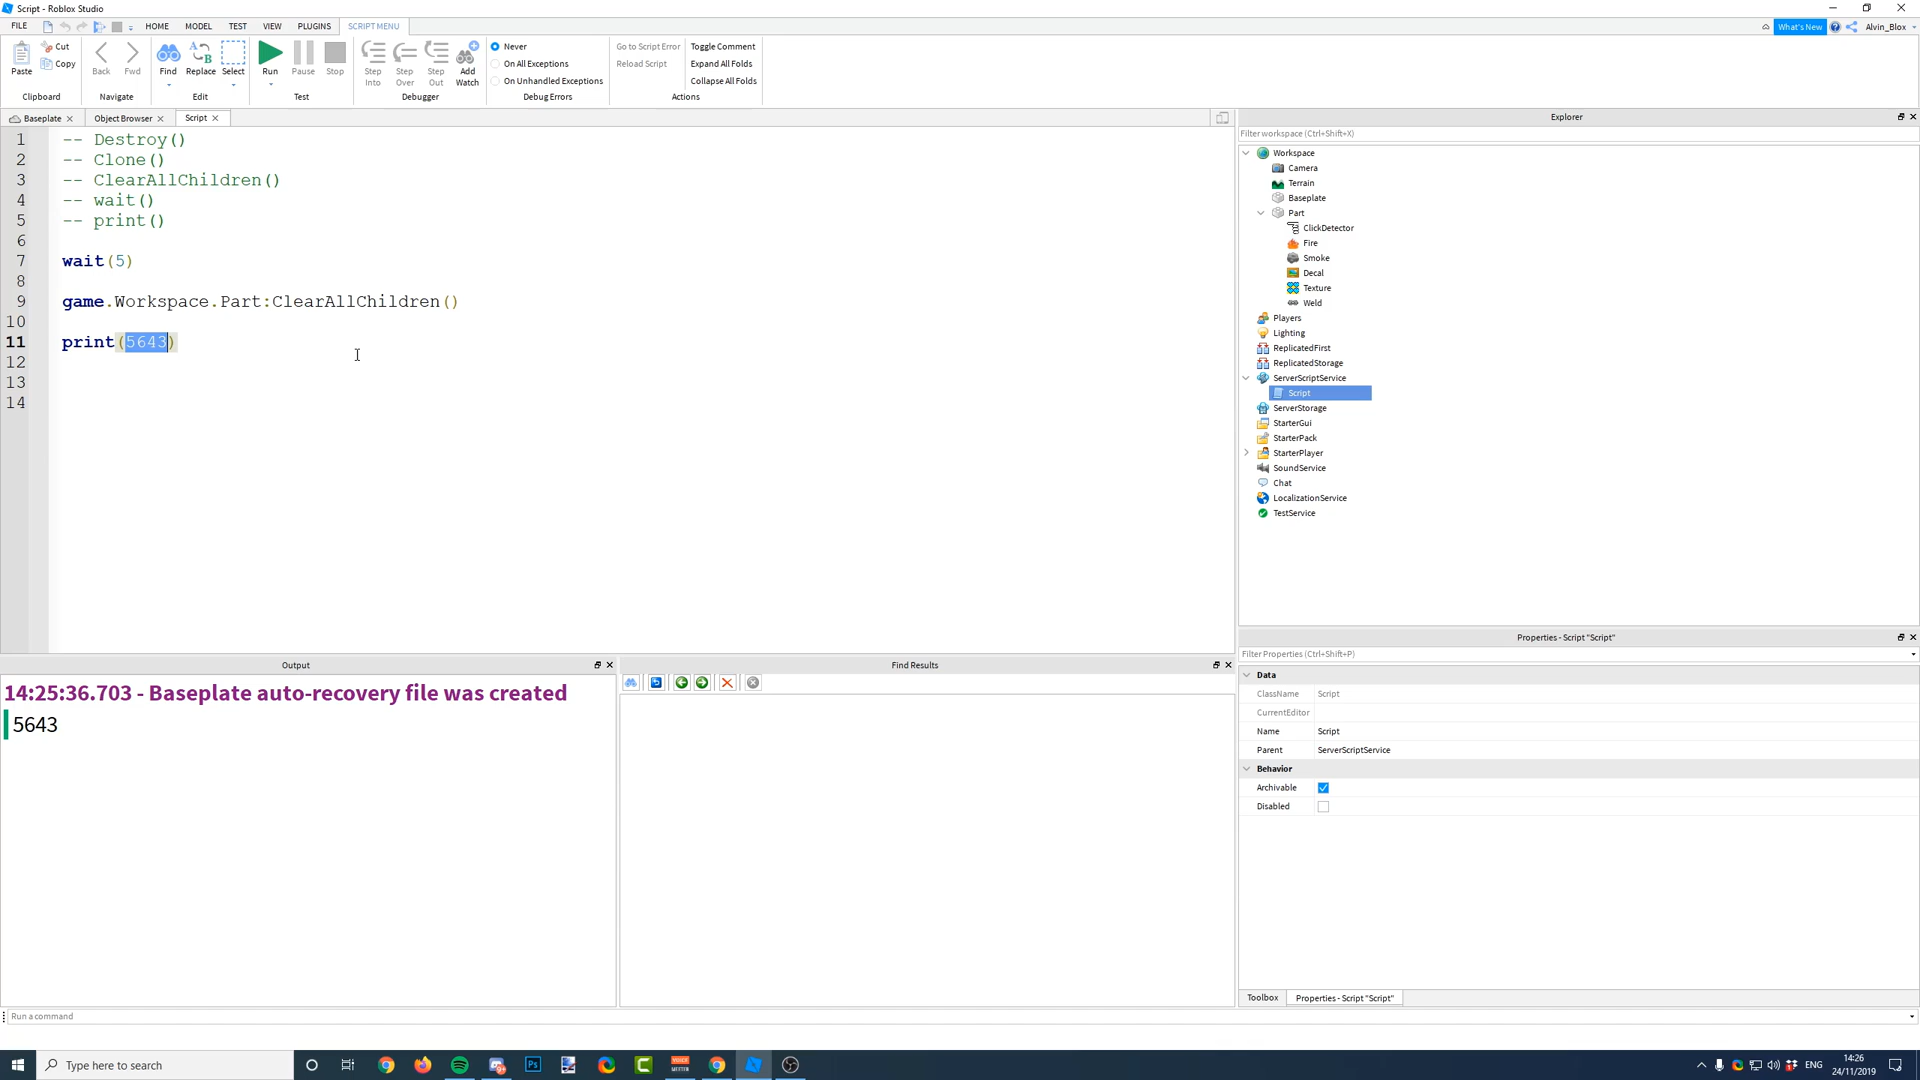 Script - Roblox Studio
FILE HOME MODEL TEST VIEW PLUGINS SCRIPT MENU What's New Alvin_Blox
Paste Cut Copy Back Fwd Find Replace Select Run Pause Stop Step Into Step Over Step Out Add Watch
Never Go to Script Error Toggle Comment
On All Exceptions Reload Script Expand All Folds
On Unhandled Exceptions Collapse All Folds
Clipboard Navigate Edit Test Debugger Debug Errors Actions
Baseplate Object Browser Script
1 -- Destroy()
2 -- Clone()
3 -- ClearAllChildren()
4 -- wait()
5 -- print()
6
7 wait(5)
8
9 game.Workspace.Part:ClearAllChildren()
10
11 print(5643)
12
13
14
Explorer
Filter workspace (Ctrl+Shift+X)
Workspace
Camera
Terrain
Baseplate
Part
ClickDetector
Fire
Smoke
Decal
Texture
Weld
Players
Lighting
ReplicatedFirst
ReplicatedStorage
ServerScriptService
Script
ServerStorage
StarterGui
StarterPack
StarterPlayer
SoundService
Chat
LocalizationService
TestService
Output
14:25:36.703 - Baseplate auto-recovery file was created
5643
Find Results
Properties - Script "Script"
Filter Properties (Ctrl+Shift+P)
Data
ClassName Script
CurrentEditor
Name Script
Parent ServerScriptService
Behavior
Archivable
Disabled
Toolbox Properties - Script "Script"
Run a command
Type here to search
Ps
ENG
14:26
24/11/2019